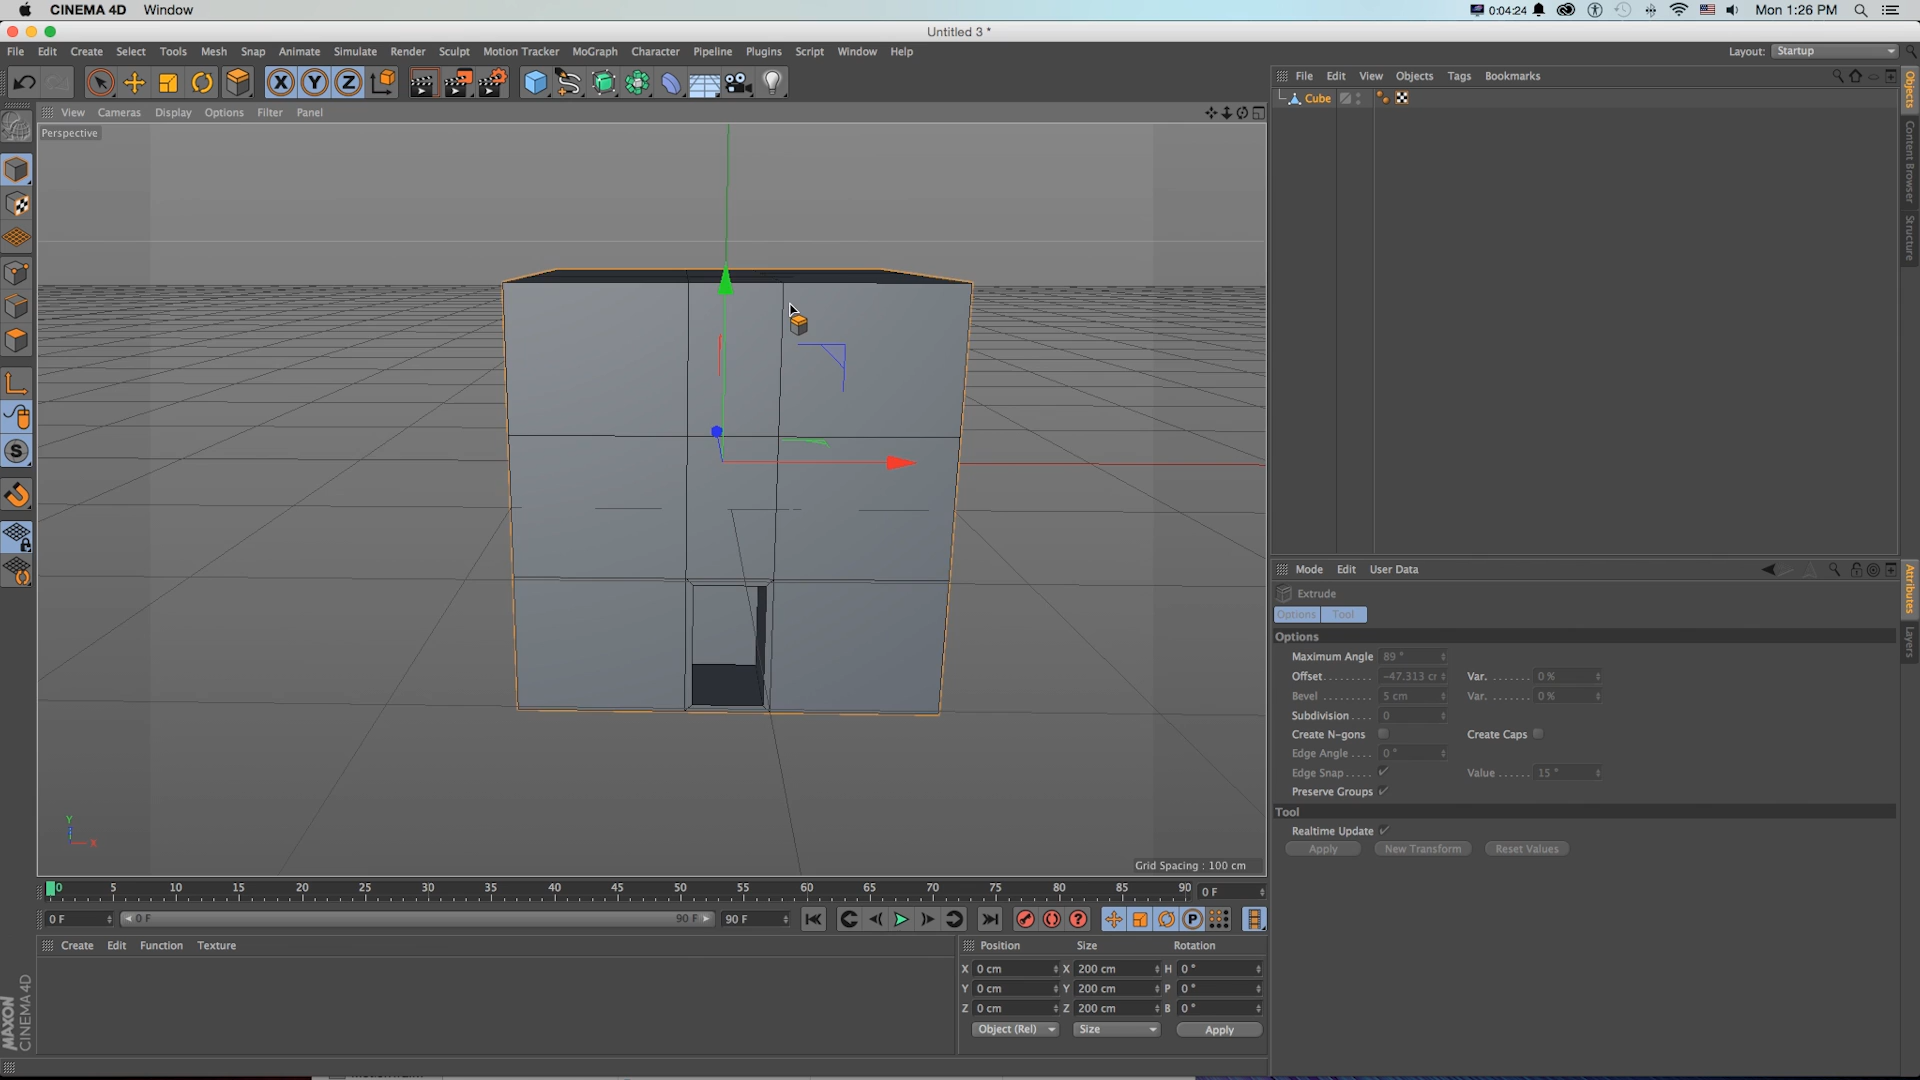 CINEMA 4D Window 0:04:24 Mon 1:26 PM
Untitled 3 *
File Edit Create Select Tools Mesh Snap Animate Simulate Render Sculpt Motion Tracker MoGraph Character Pipeline Plugins Script Window Help Layout: Startup
X Y Z
File Edit View Objects Tags Bookmarks
Objects
Content Browser
Structure
View Cameras Display Options Filter Panel
Perspective
Cube
Y
X
Grid Spacing : 100 cm
Mode Edit User Data
Attributes
Layers
Extrude
Options Tool
Options
Maximum Angle 89 °
Offset........ -47.313 cm Var. ....... 0 %
Bevel ........ 5 cm Var. ....... 0 %
Subdivision .... 0
Create N-gons Create Caps
Edge Angle .... 0 °
Edge Snap..... Value ...... 15 °
Preserve Groups
Tool
Realtime Update
Apply New Transform Reset Values
0 5 10 15 20 25 30 35 40 45 50 55 60 65 70 75 80 85 90 0 F
0 F 0 F 90 F 90 F
Create Edit Function Texture
Position Size Rotation
X 0 cm X 200 cm H 0 °
Y 0 cm Y 200 cm P 0 °
Z 0 cm Z 200 cm B 0 °
Object (Rel) Size Apply
MAXON
CINEMA 4D